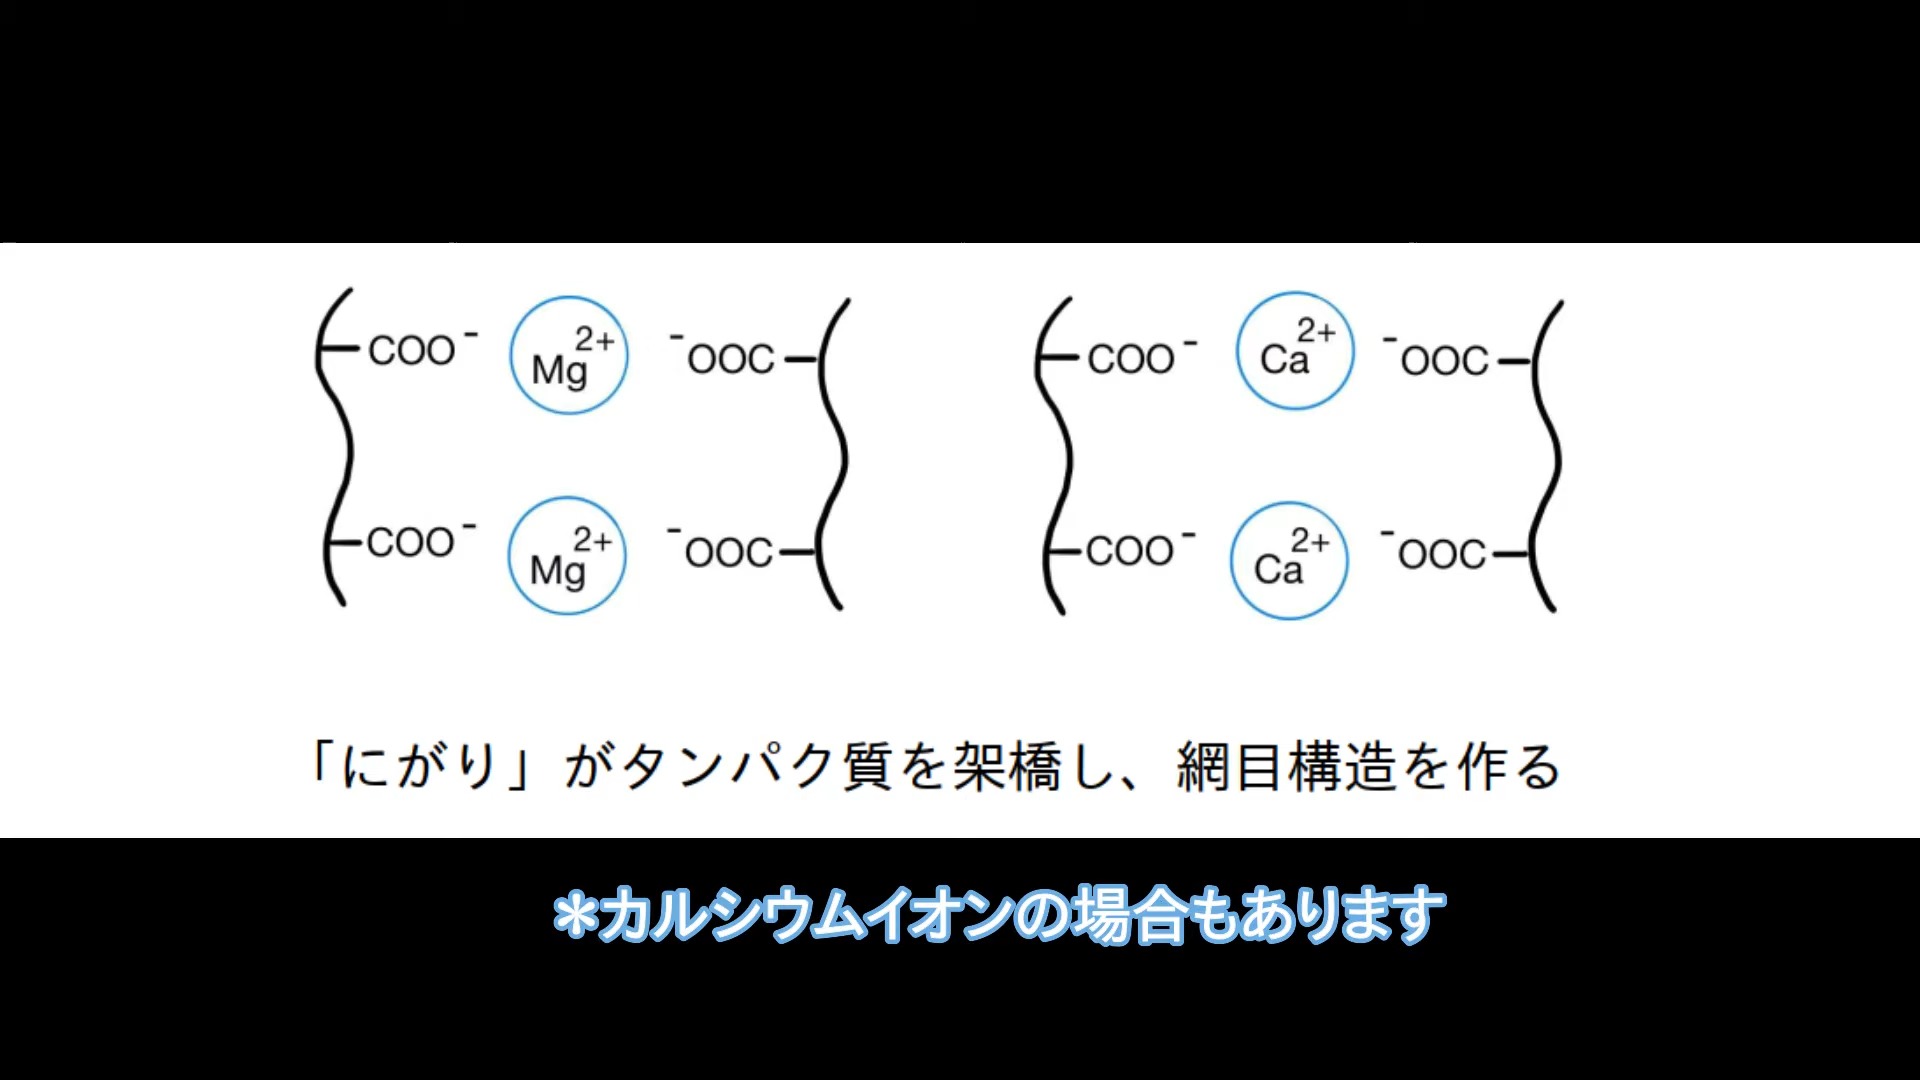 COO⁻ Mg²⁺ ⁻OOC COO⁻ Ca²⁺ ⁻OOC
COO⁻ Mg²⁺ ⁻OOC COO⁻ Ca²⁺ ⁻OOC
「にがり」がタンパク質を架橋し、網目構造を作る
*カルシウムイオンの場合もあります